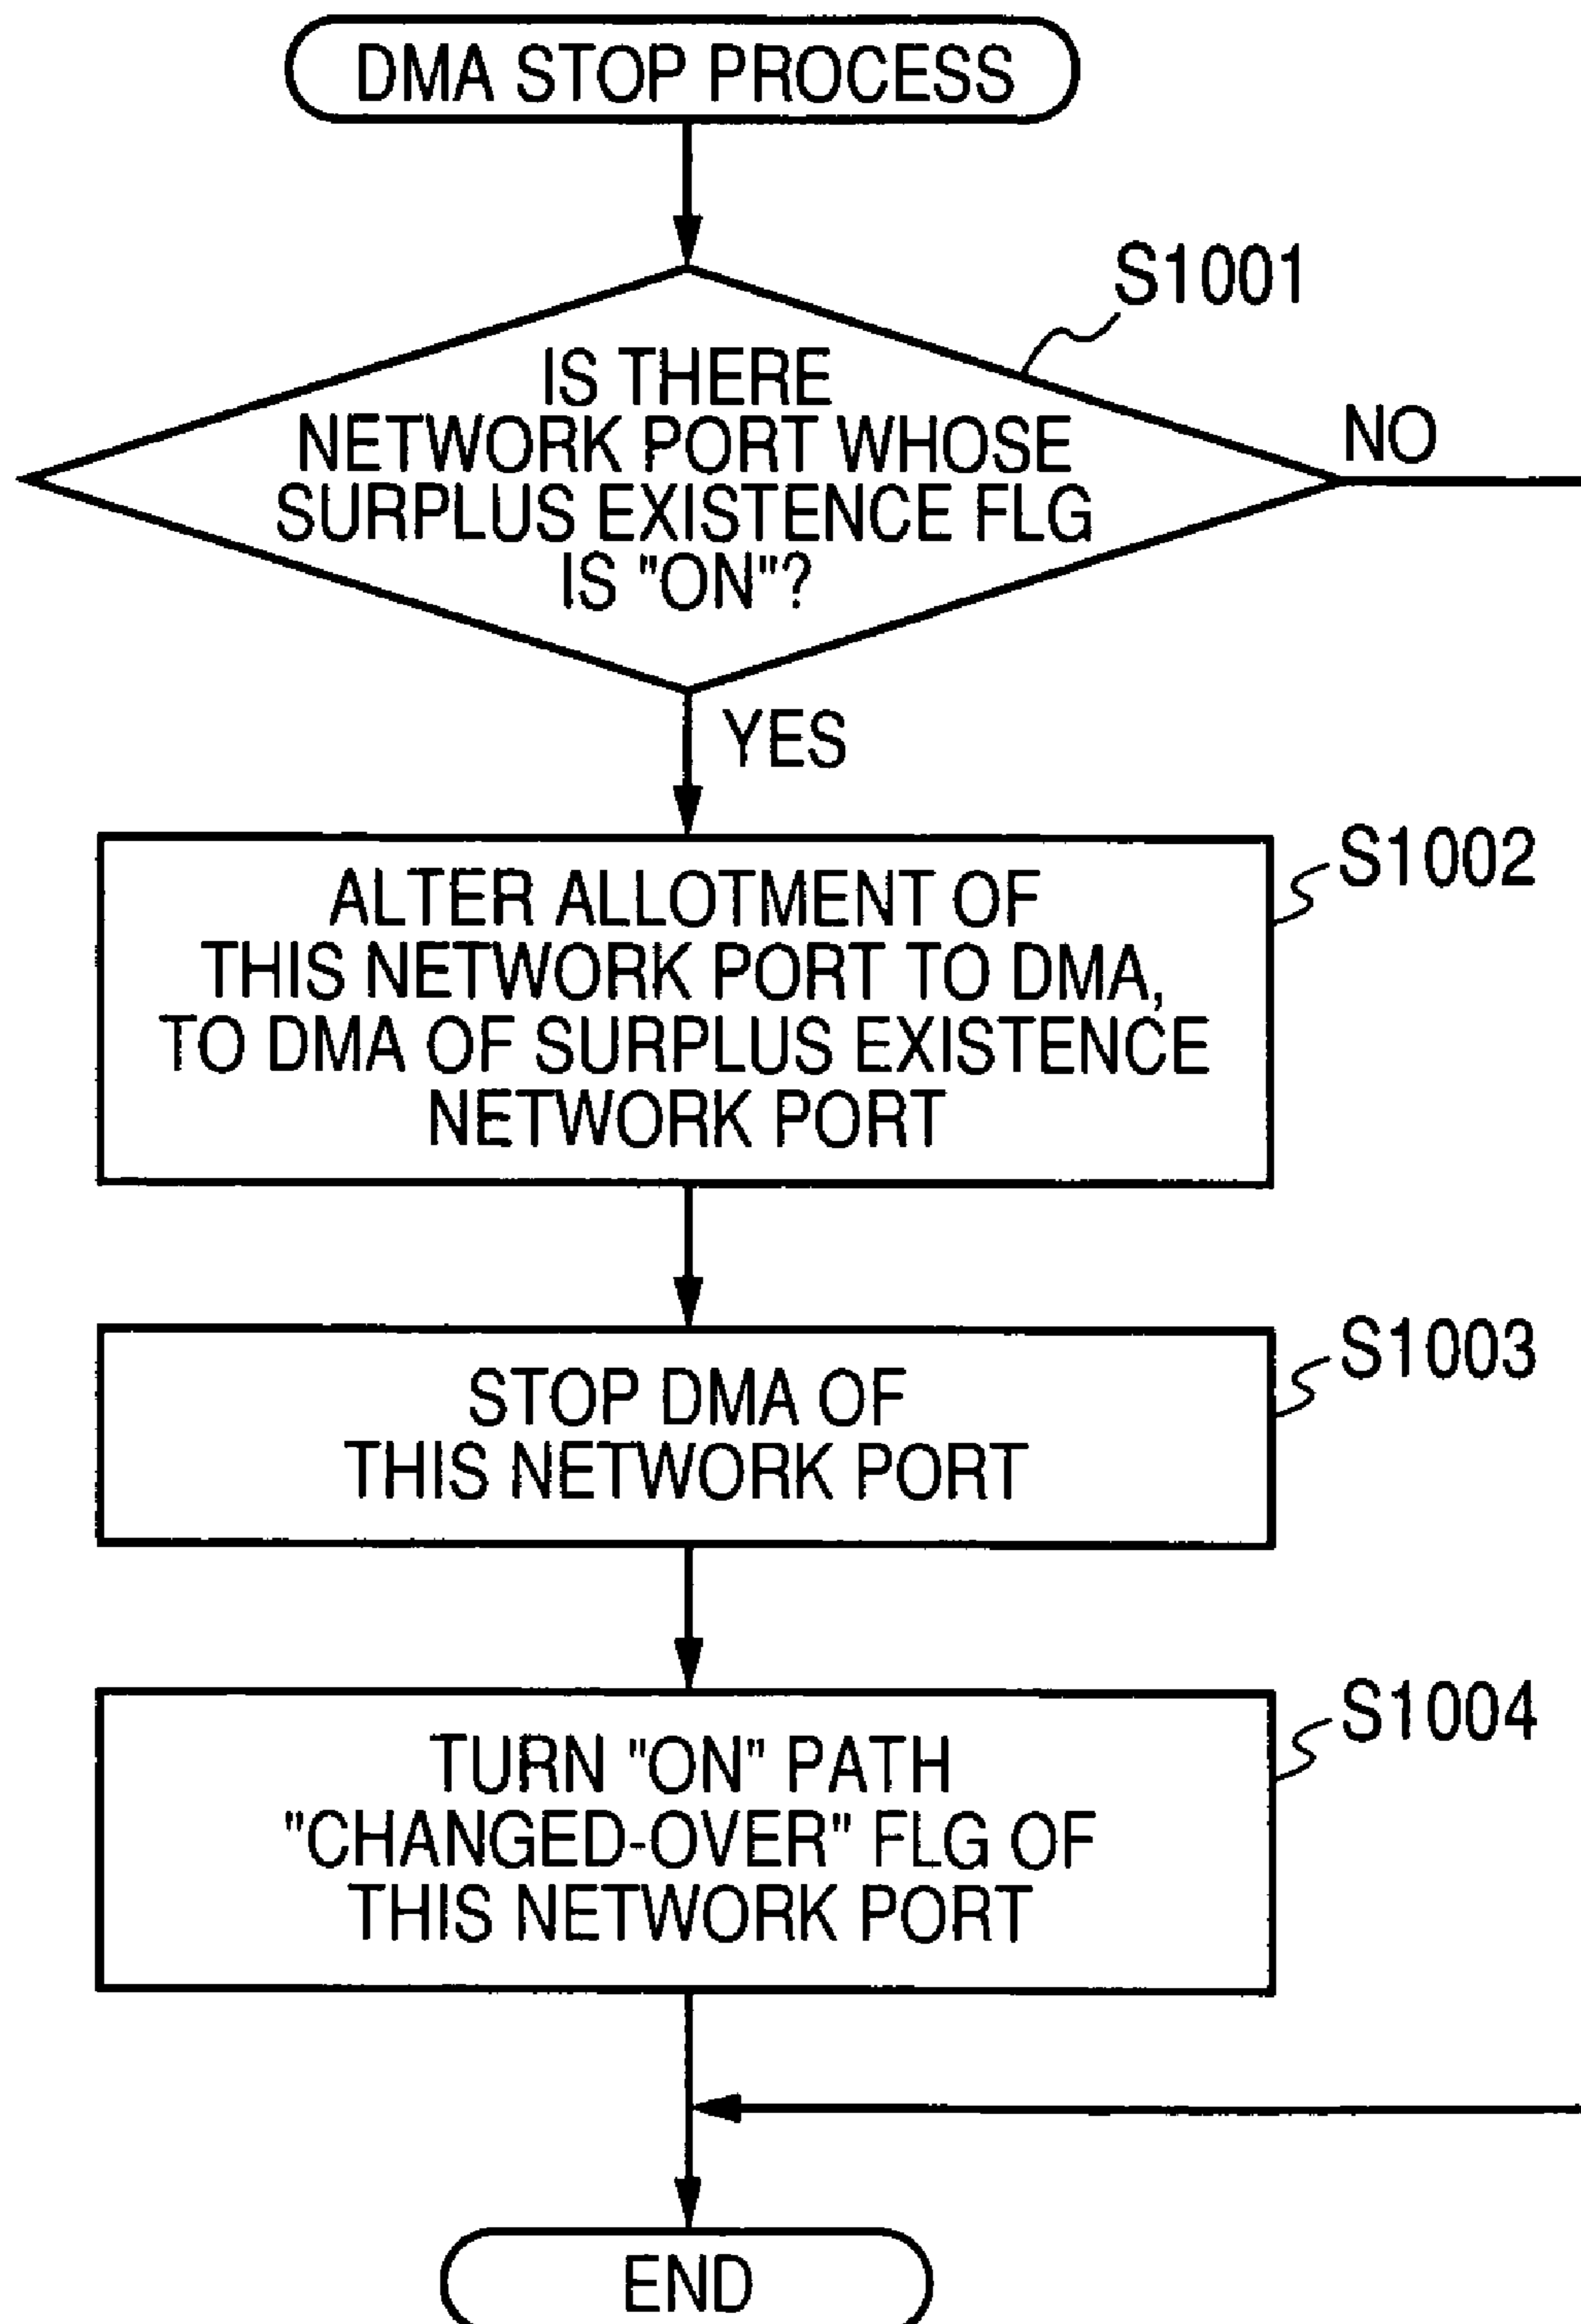 DMA STOP PROCESS
S1001
IS THERE
NETWORK PORT WHOSE
SURPLUS EXISTENCE FLG
IS "ON"?
NO
YES
S1002
ALTER ALLOTMENT OF
THIS NETWORK PORT TO DMA,
TO DMA OF SURPLUS EXISTENCE
NETWORK PORT
S1003
STOP DMA OF
THIS NETWORK PORT
S1004
TURN "ON" PATH
"CHANGED-OVER" FLG OF
THIS NETWORK PORT
END